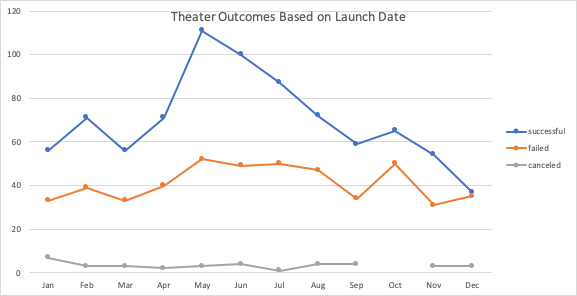 Theater Outcomes Based on Launch Date
120
100
80
60
40
20
0
Jan Feb Mar Apr May Jun Jul Aug Sep Oct Nov Dec
successful
failed
canceled